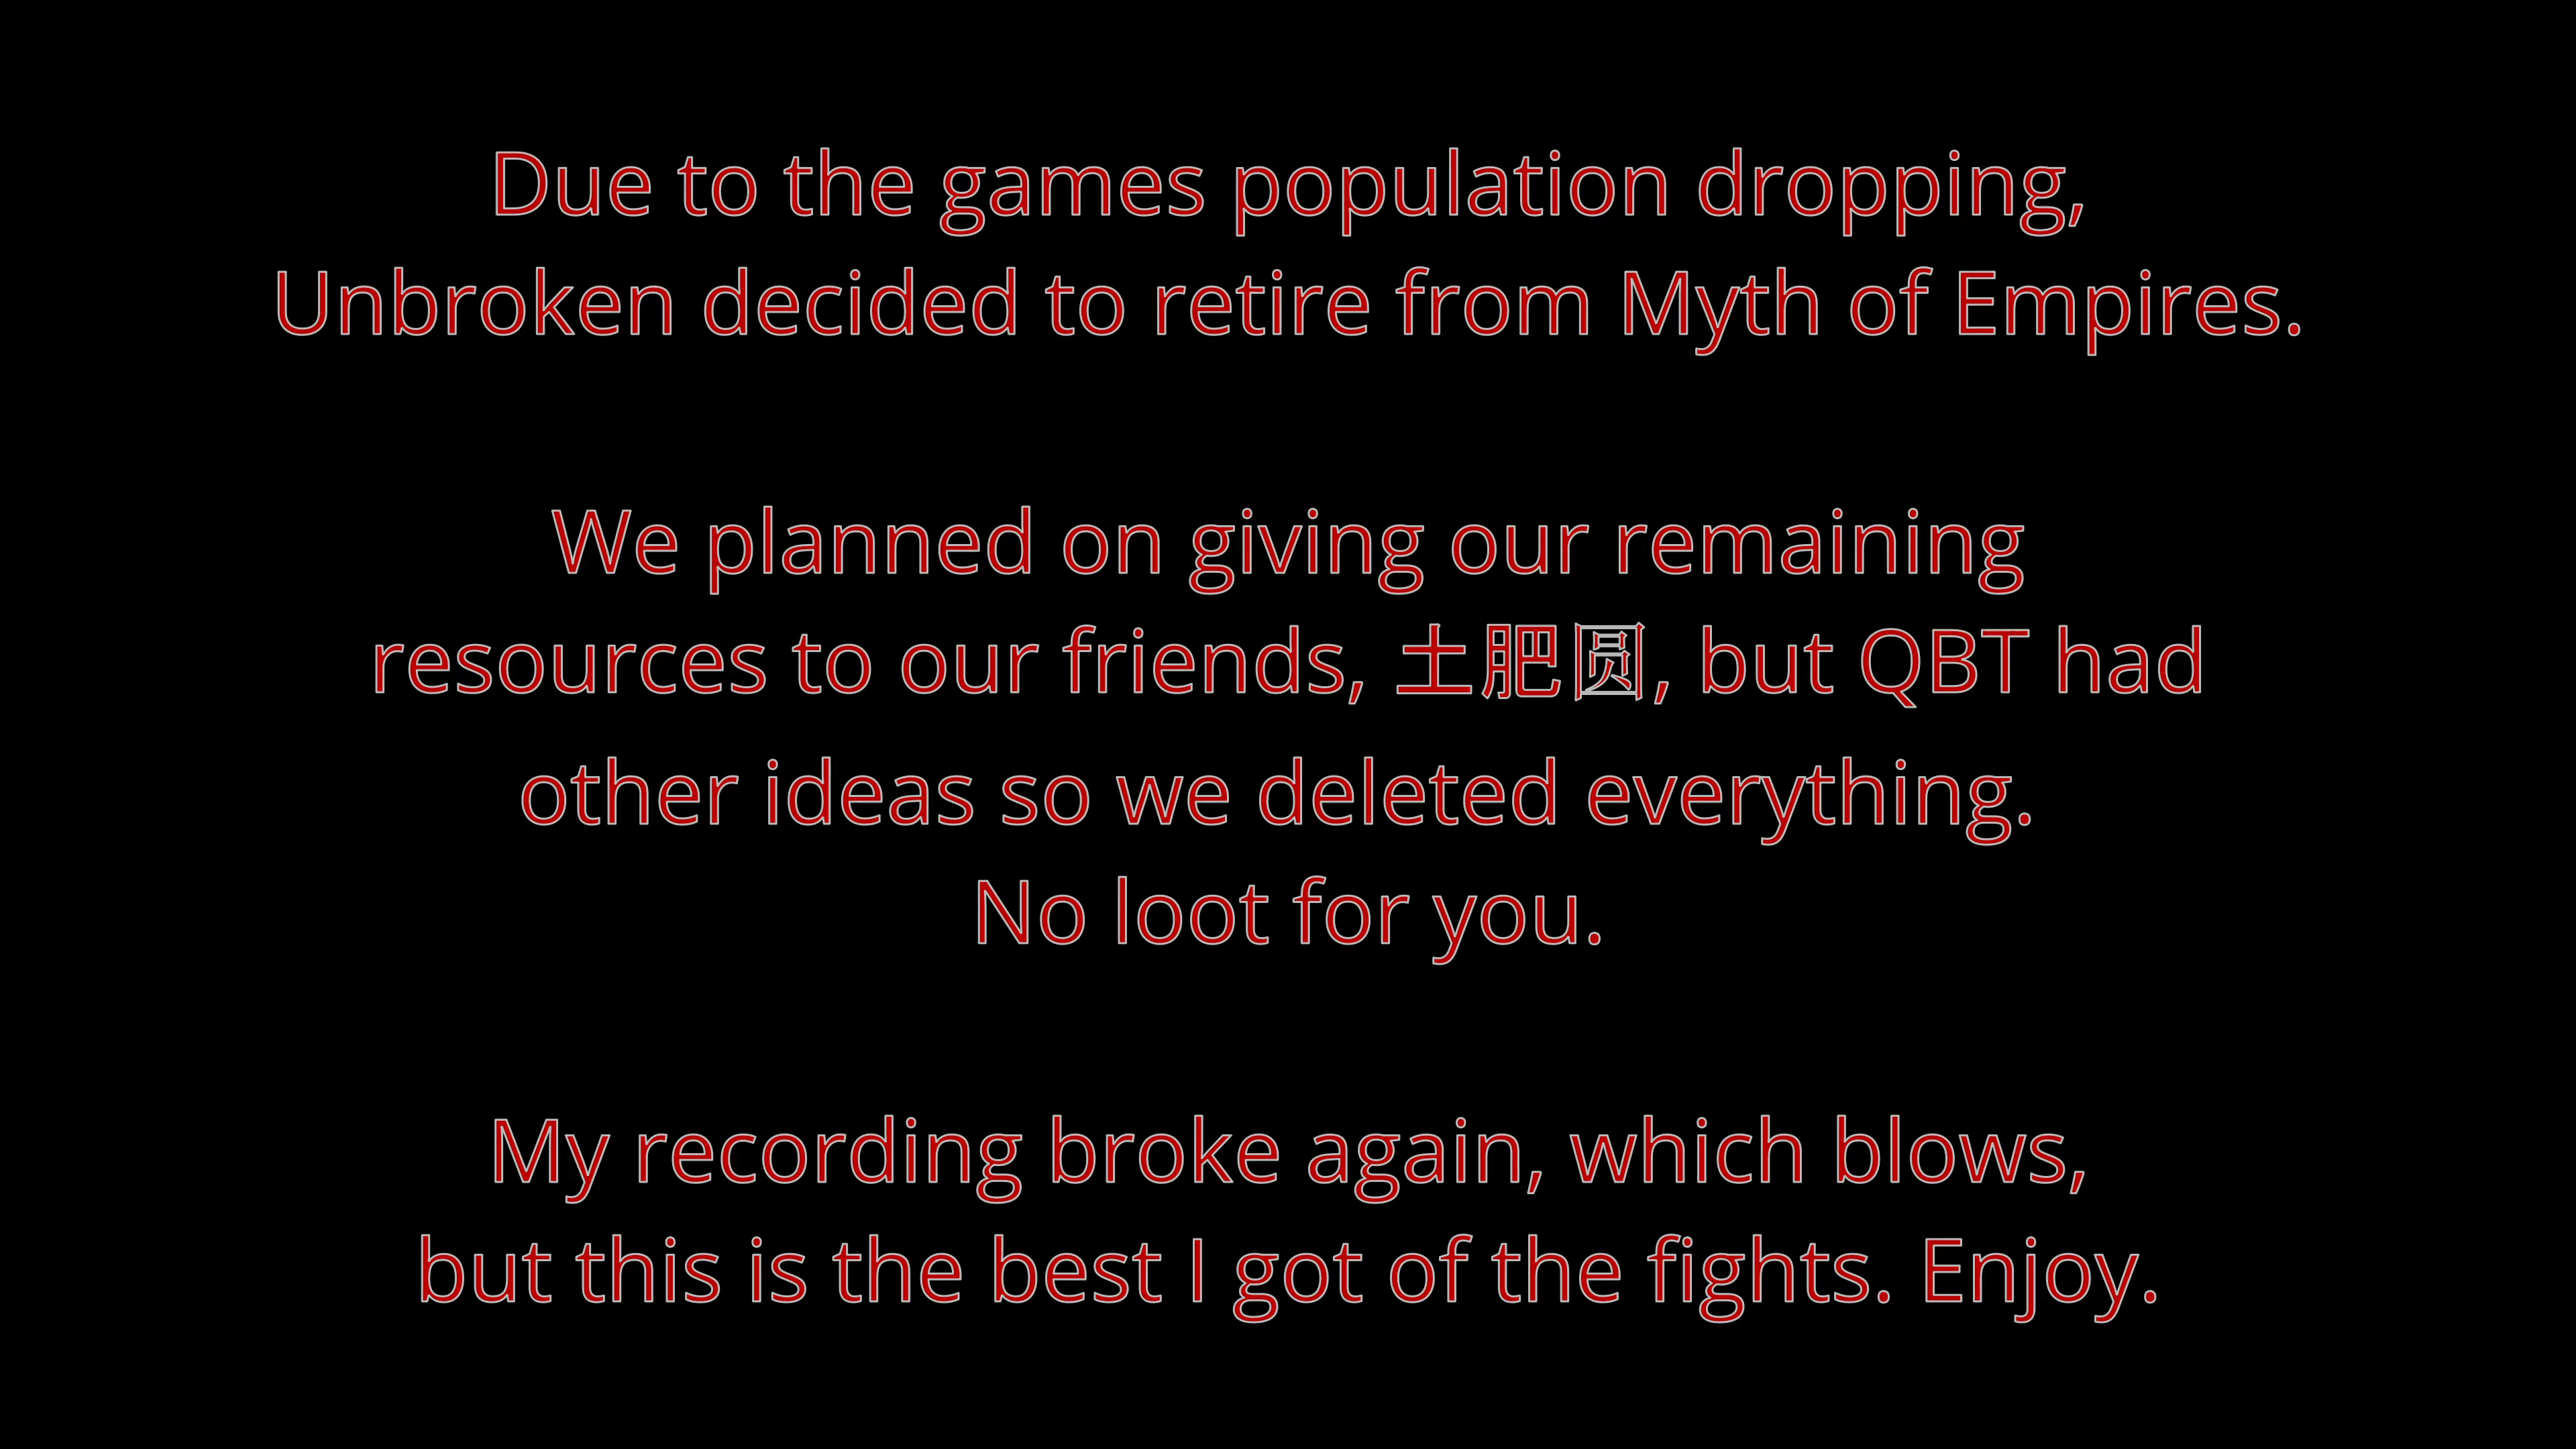 Due to the games population dropping,
Unbroken decided to retire from Myth of Empires.
We planned on giving our remaining
resources to our friends, 土肥圆, but QBT had
other ideas so we deleted everything.
No loot for you.
My recording broke again, which blows,
but this is the best I got of the fights. Enjoy.